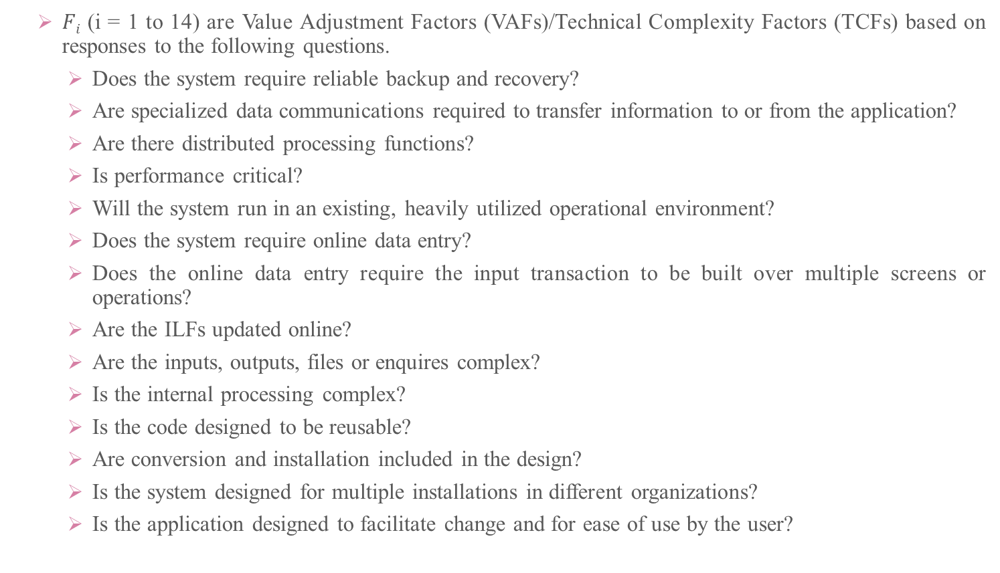 ➢ 𝐹𝑖 (i = 1 to 14) are Value Adjustment Factors (VAFs)/Technical Complexity Factors (TCFs) based on
responses to the following questions.
➢ Does the system require reliable backup and recovery?
➢ Are specialized data communications required to transfer information to or from the application?
➢ Are there distributed processing functions?
➢ Is performance critical?
➢ Will the system run in an existing, heavily utilized operational environment?
➢ Does the system require online data entry?
➢ Does the online data entry require the input transaction to be built over multiple screens or
operations?
➢ Are the ILFs updated online?
➢ Are the inputs, outputs, files or enquires complex?
➢ Is the internal processing complex?
➢ Is the code designed to be reusable?
➢ Are conversion and installation included in the design?
➢ Is the system designed for multiple installations in different organizations?
➢ Is the application designed to facilitate change and for ease of use by the user?